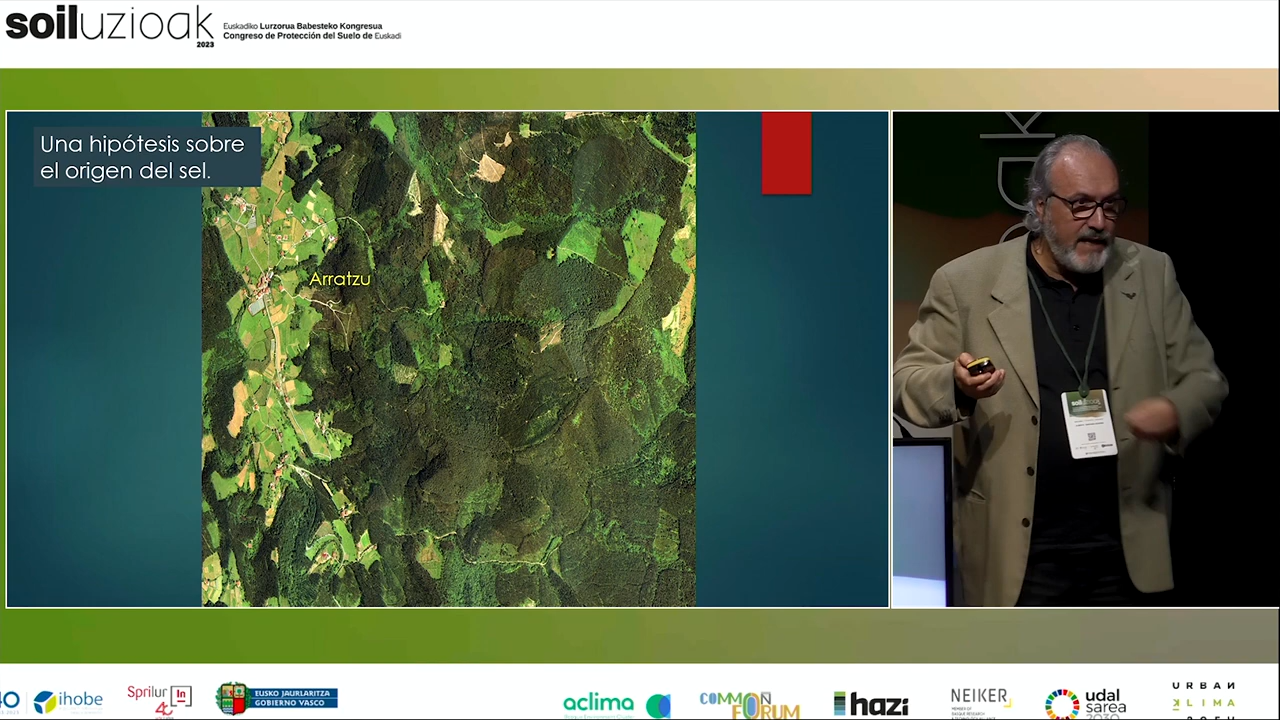 soiluzioak
2023
Euskadiko Lurzorua Babesteko Kongresua
Congreso de Protección del Suelo de Euskadi
Una hipótesis sobre
el origen del sel.
Arratzu
ihobe
Sprilur
EUSKO JAURLARITZA
GOBIERNO VASCO
aclima
COMMON
FORUM
hazi
NEIKER
udal
sarea
2030
URBAN
KLIMA